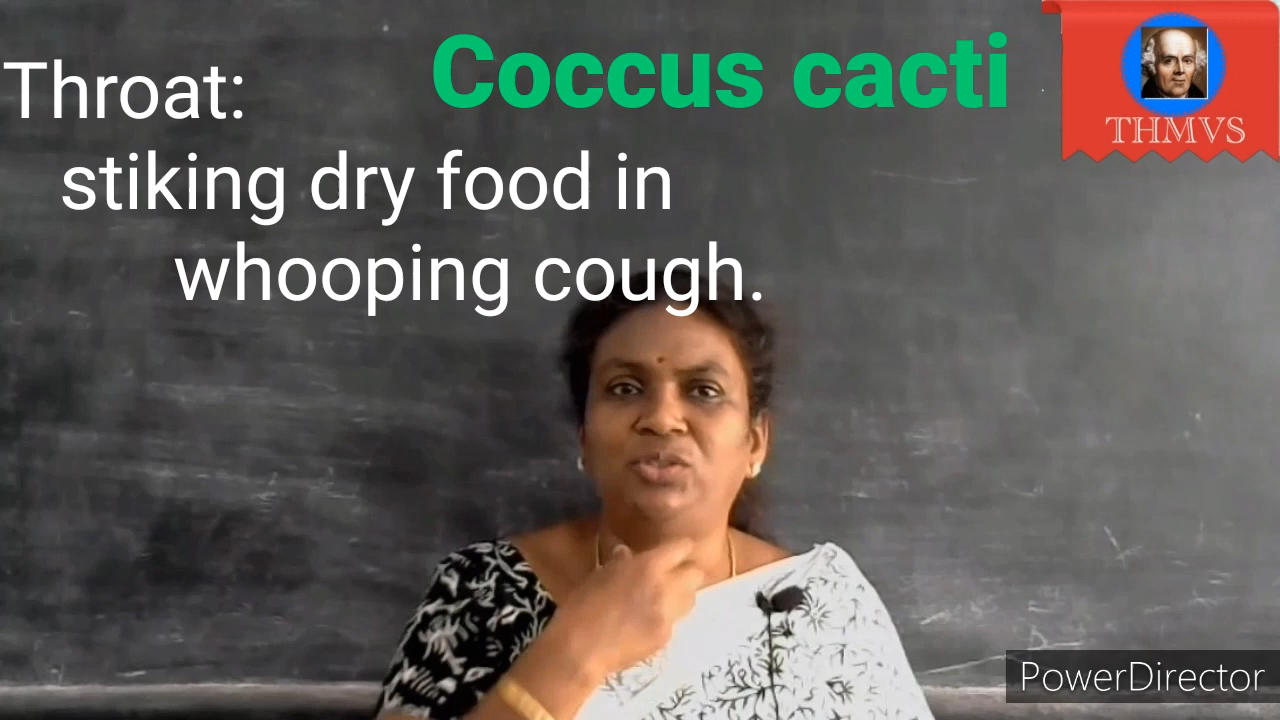 Coccus cacti
Throat:
stiking dry food in
whooping cough.
THMVS
PowerDirector